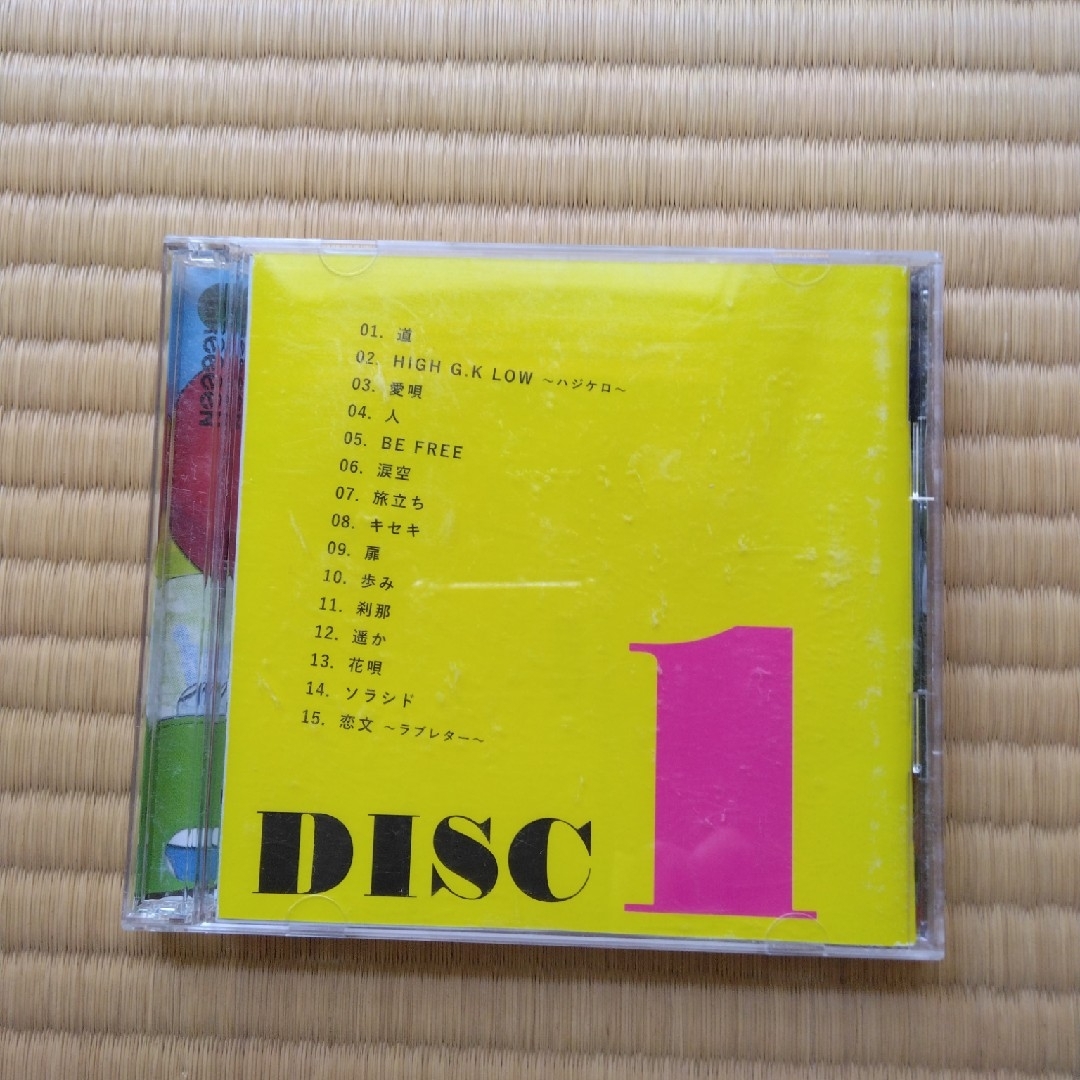 01. 道
02. HIGH G.K LOW ～ハジケロ～
03. 愛唄
04. 人
05. BE FREE
06. 涙空
07. 旅立ち
08. キセキ
09. 扉
10. 歩み
11. 刹那
12. 遥か
13. 花唄
14. ソラシド
15. 恋文 ～ラブレター～
DISC 1